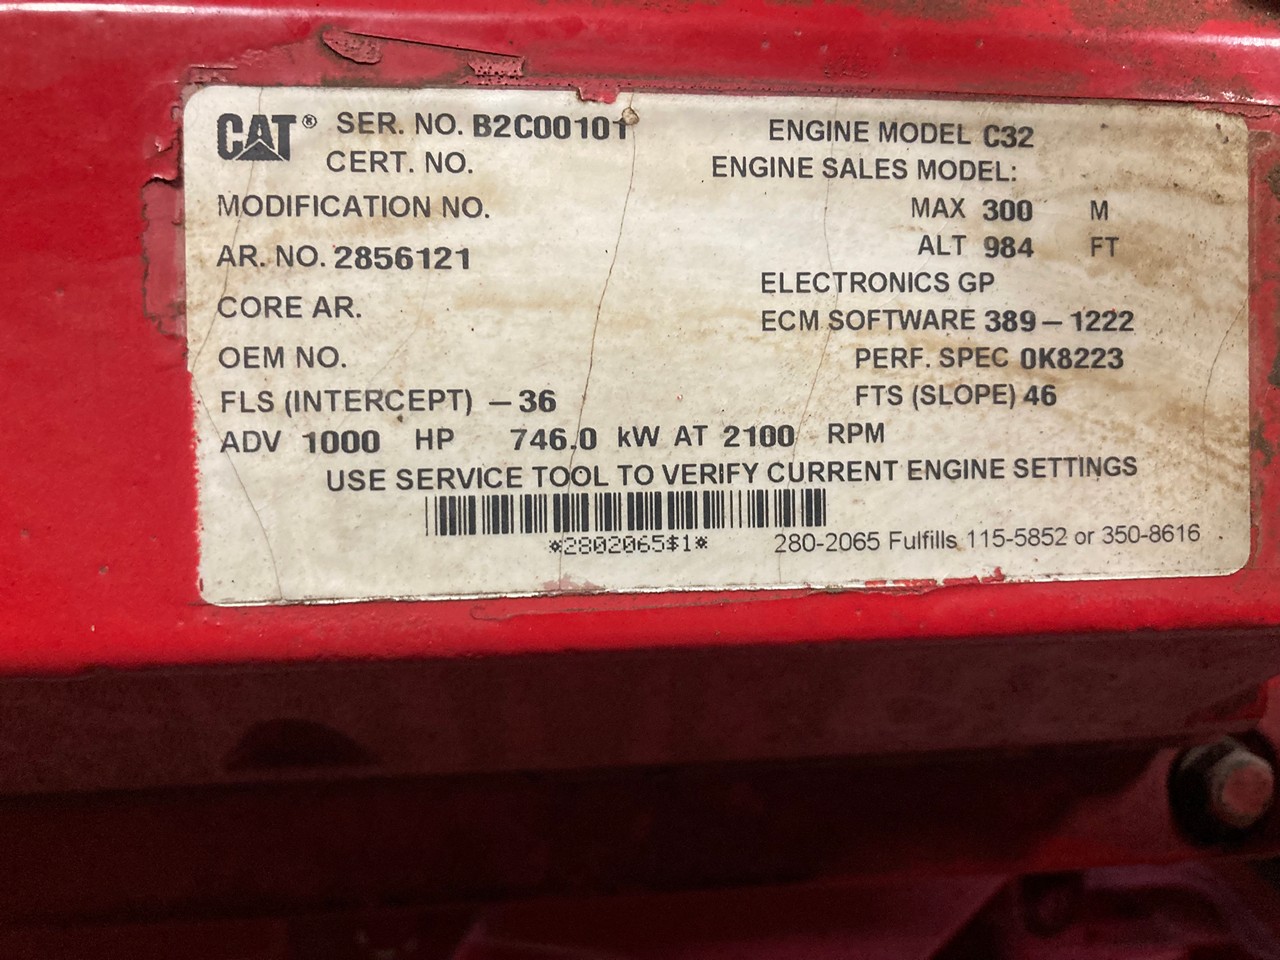 CAT® SER. NO. B2C00101 ENGINE MODEL C32
CERT. NO. ENGINE SALES MODEL:
MODIFICATION NO. MAX 300 M
AR. NO. 2856121 ALT 984 FT
ELECTRONICS GP
CORE AR. ECM SOFTWARE 389-1222
OEM NO. PERF. SPEC 0K8223
FLS (INTERCEPT) -36 FTS (SLOPE) 46
ADV 1000 HP 746.0 kW AT 2100 RPM
USE SERVICE TOOL TO VERIFY CURRENT ENGINE SETTINGS
*2802065$1* 280-2065 Fulfills 115-5852 or 350-8616